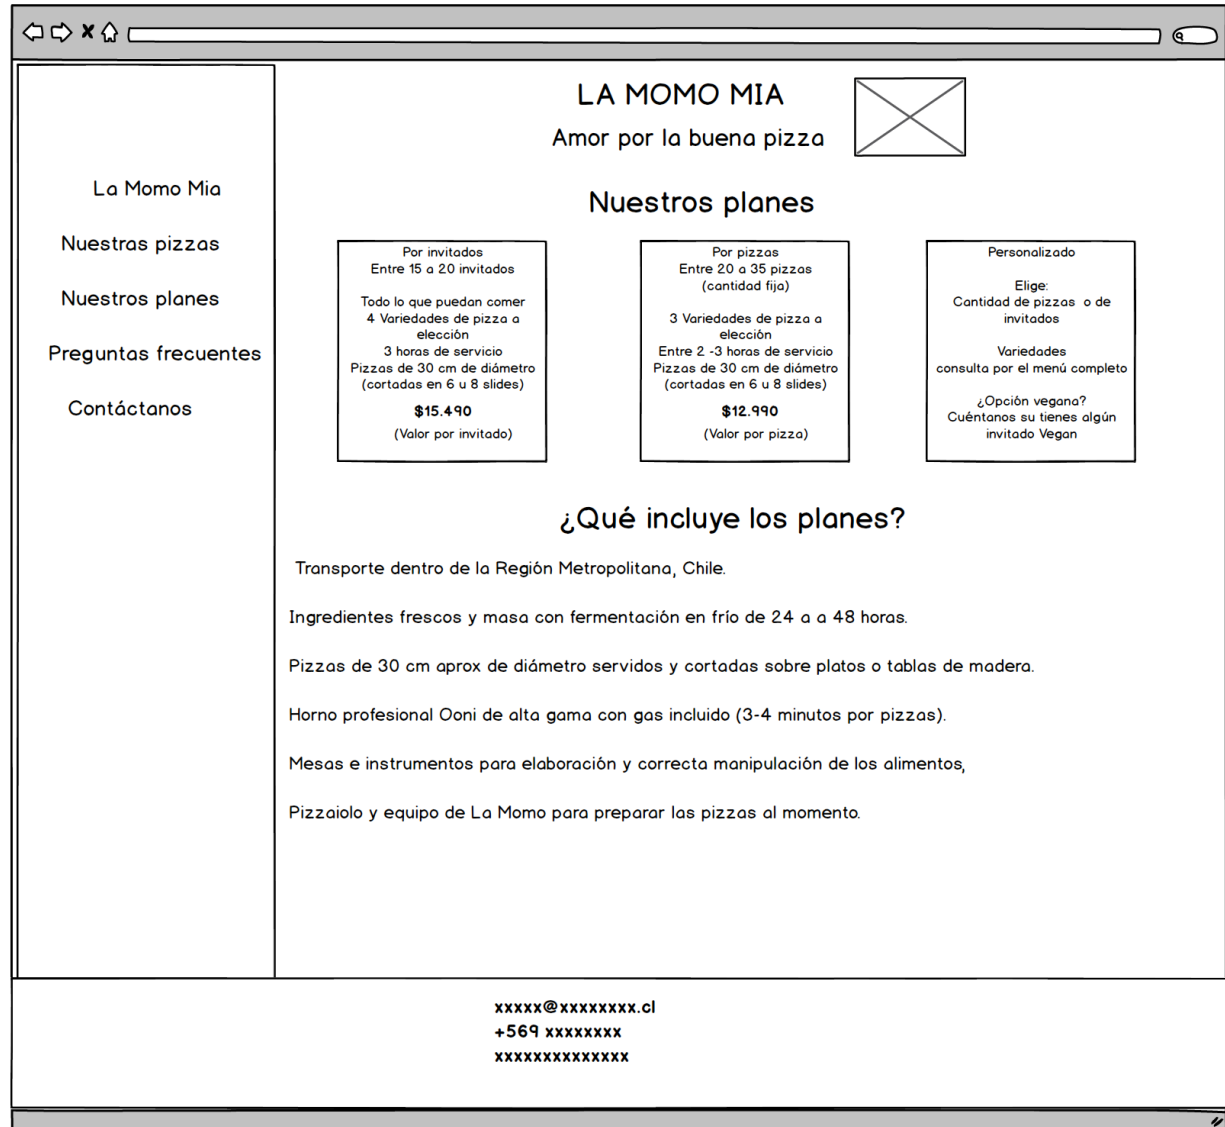 LA MOMO MIA
Amor por la buena pizza
La Momo Mia
Nuestras pizzas
Nuestros planes
Preguntas frecuentes
Contáctanos
Nuestros planes
Por invitados
Entre 15 a 20 invitados
Todo lo que puedan comer
4 Variedades de pizza a
elección
3 horas de servicio
Pizzas de 30 cm de diámetro
(cortadas en 6 u 8 slides)
$15.490
(Valor por invitado)
Por pizzas
Entre 20 a 35 pizzas
(cantidad fija)
3 Variedades de pizza a
elección
Entre 2 -3 horas de servicio
Pizzas de 30 cm de diámetro
(cortadas en 6 u 8 slides)
$12.990
(Valor por pizza)
Personalizado
Elige:
Cantidad de pizzas o de
invitados
Variedades
consulta por el menú completo
¿Opción vegana?
Cuéntanos su tienes algún
invitado Vegan
¿Qué incluye los planes?
Transporte dentro de la Región Metropolitana, Chile.
Ingredientes frescos y masa con fermentación en frío de 24 a a 48 horas.
Pizzas de 30 cm aprox de diámetro servidos y cortadas sobre platos o tablas de madera.
Horno profesional Ooni de alta gama con gas incluido (3-4 minutos por pizzas).
Mesas e instrumentos para elaboración y correcta manipulación de los alimentos,
Pizzaiolo y equipo de La Momo para preparar las pizzas al momento.
xxxxx@xxxxxxxx.cl
+569 xxxxxxxx
xxxxxxxxxxxxxx